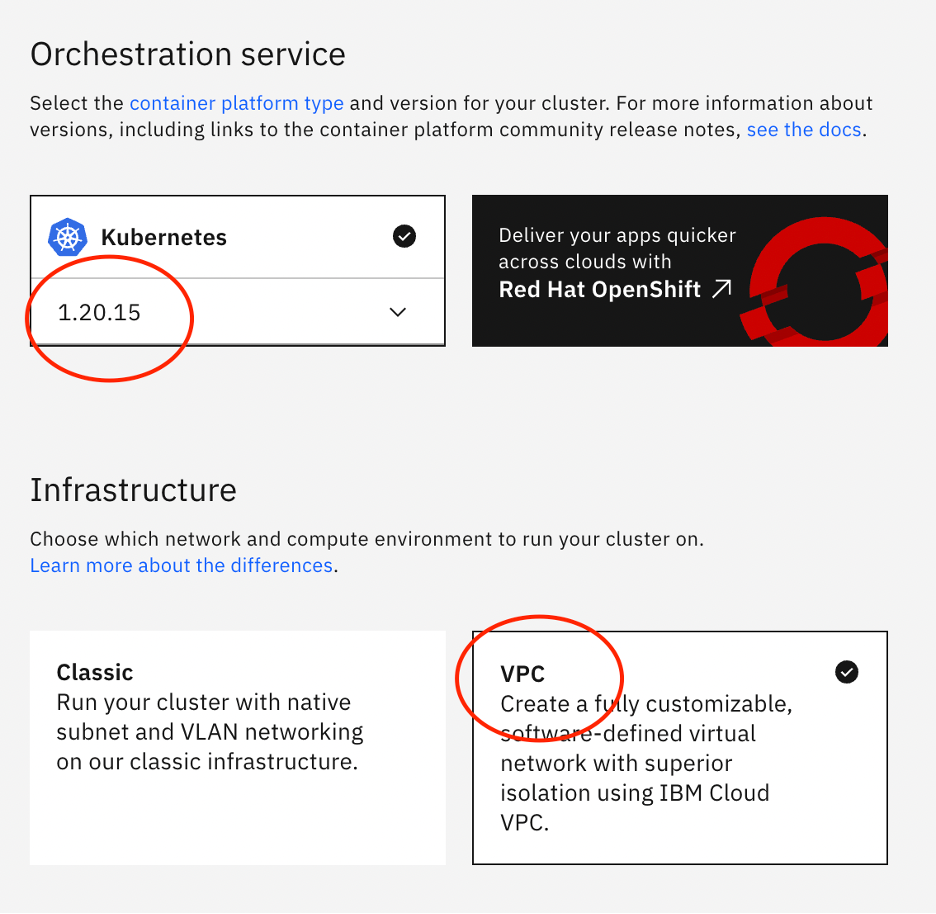 Orchestration service
Select the container platform type and version for your cluster. For more information about
versions, including links to the container platform community release notes, see the docs.
Kubernetes
1.20.15
Deliver your apps quicker
across clouds with
Red Hat OpenShift
Infrastructure
Choose which network and compute environment to run your cluster on.
Learn more about the differences.
Classic
Run your cluster with native
subnet and VLAN networking
on our classic infrastructure.
VPC
Create a fully customizable,
software-defined virtual
network with superior
isolation using IBM Cloud
VPC.